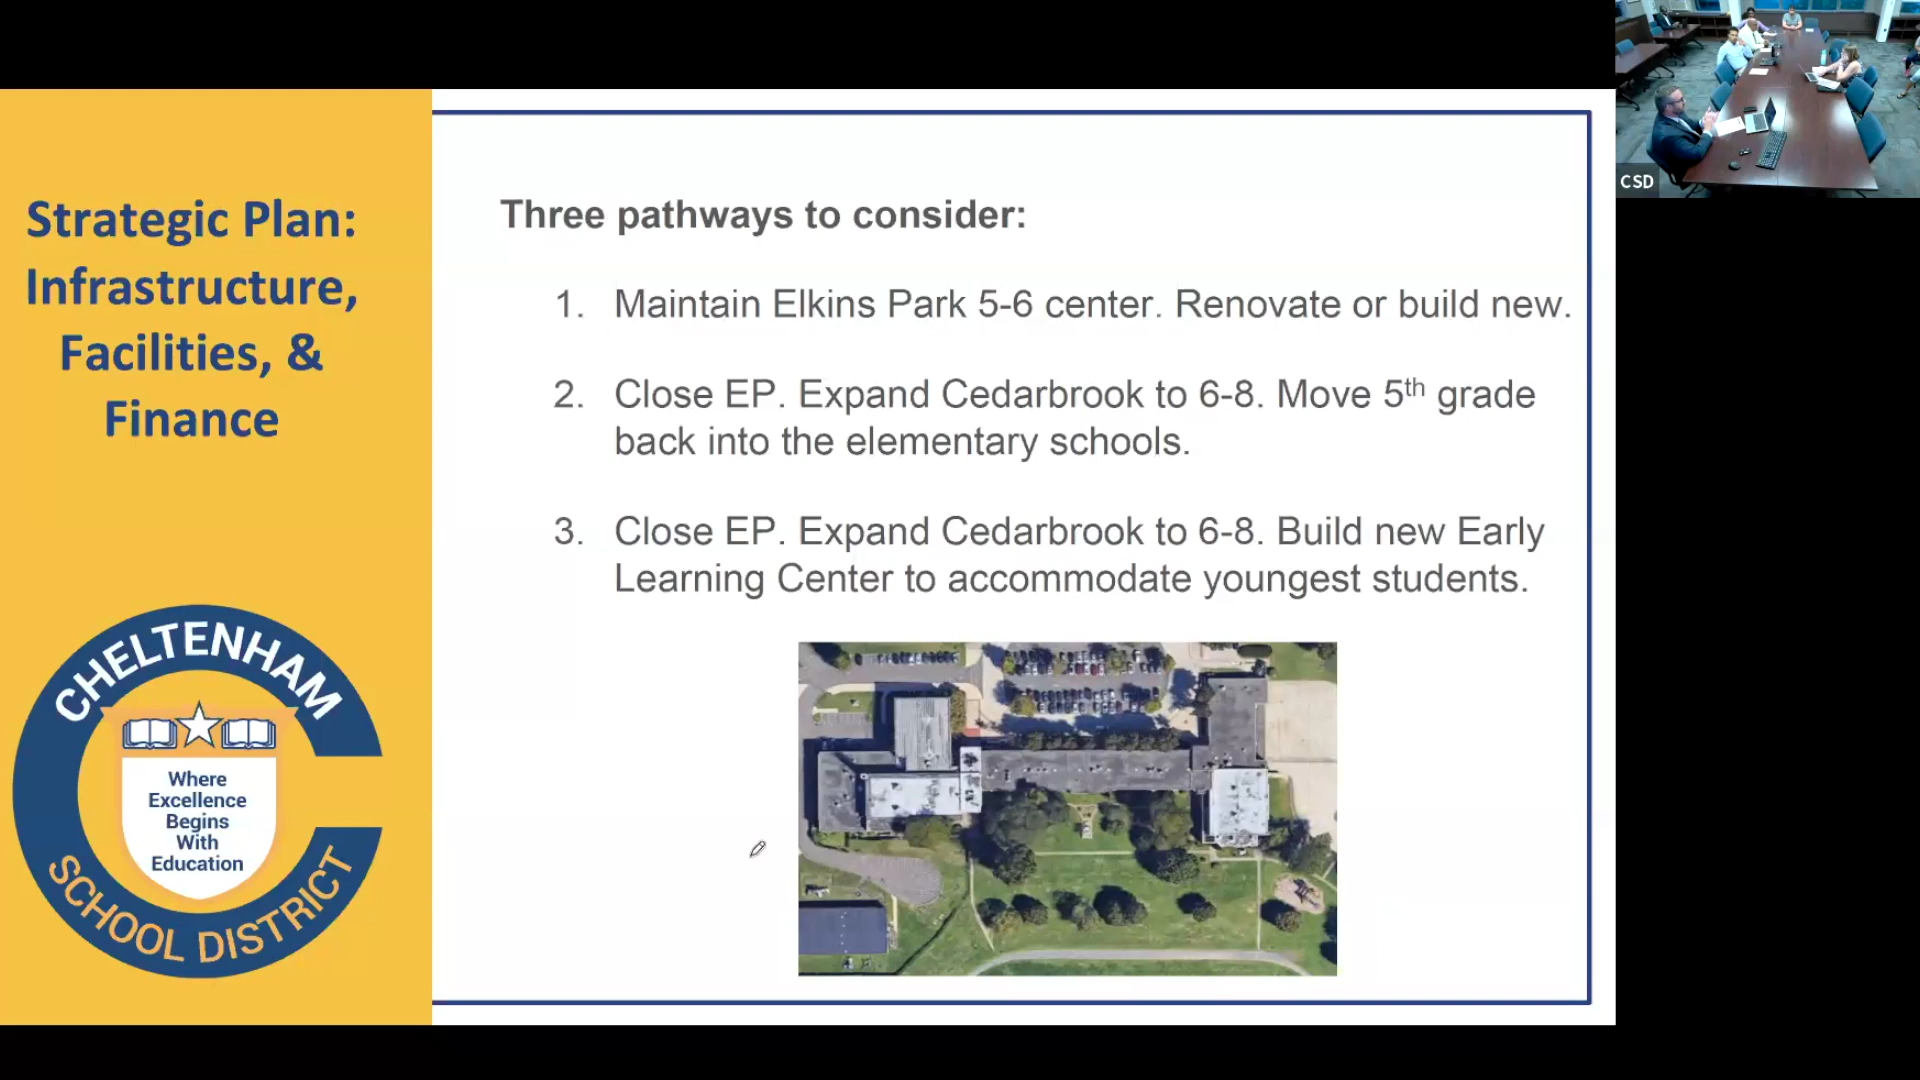 Strategic Plan:
Infrastructure,
Facilities, &
Finance
CHELTENHAM
Where
Excellence
Begins
With
Education
SCHOOL DISTRICT
Three pathways to consider:
1. Maintain Elkins Park 5-6 center. Renovate or build new.
2. Close EP. Expand Cedarbrook to 6-8. Move 5th grade
back into the elementary schools.
3. Close EP. Expand Cedarbrook to 6-8. Build new Early
Learning Center to accommodate youngest students.
CSD